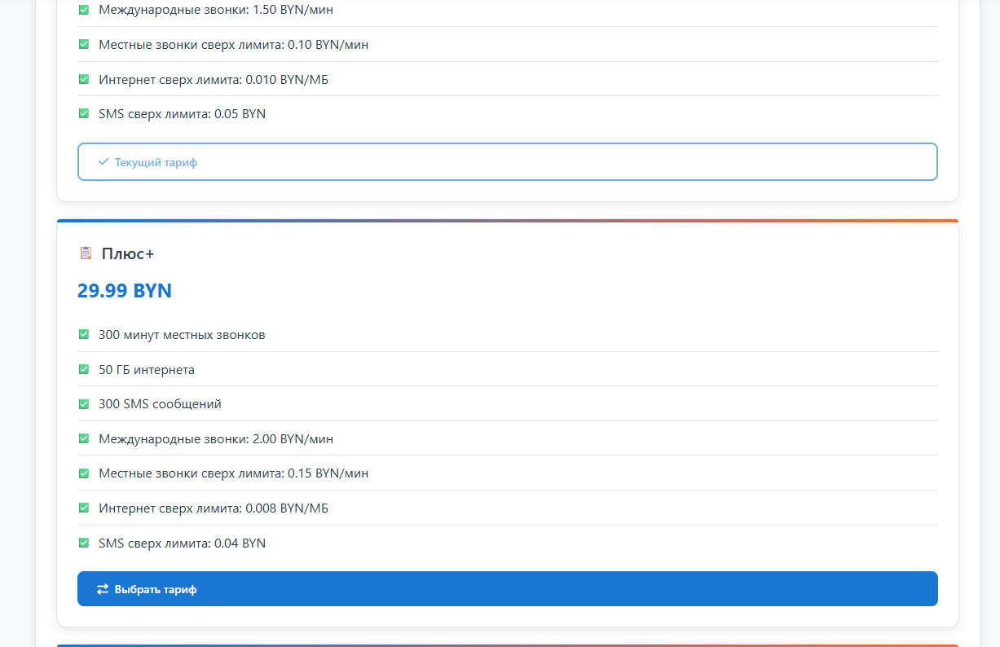 Международные звонки: 1.50 BYN/мин
Местные звонки сверх лимита: 0.10 BYN/мин
Интернет сверх лимита: 0.010 BYN/МБ
SMS сверх лимита: 0.05 BYN
Текущий тариф
Плюс+
29.99 BYN
300 минут местных звонков
50 ГБ интернета
300 SMS сообщений
Международные звонки: 2.00 BYN/мин
Местные звонки сверх лимита: 0.15 BYN/мин
Интернет сверх лимита: 0.008 BYN/МБ
SMS сверх лимита: 0.04 BYN
Выбрать тариф